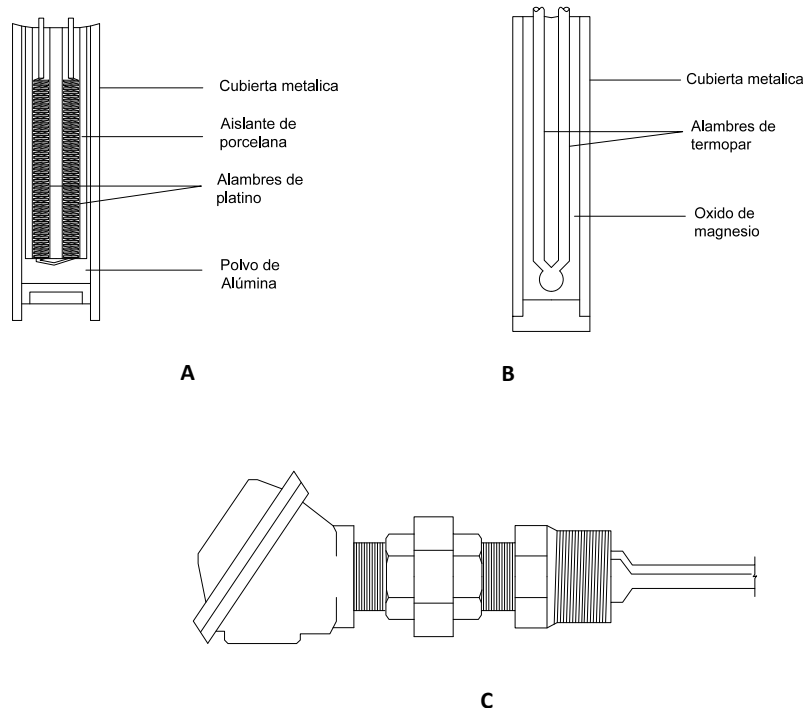 Cubierta metalica
Aislante de
porcelana
Alambres de
platino
Polvo de
Alúmina
A
Cubierta metalica
Alambres de
termopar
Oxido de
magnesio
B
C